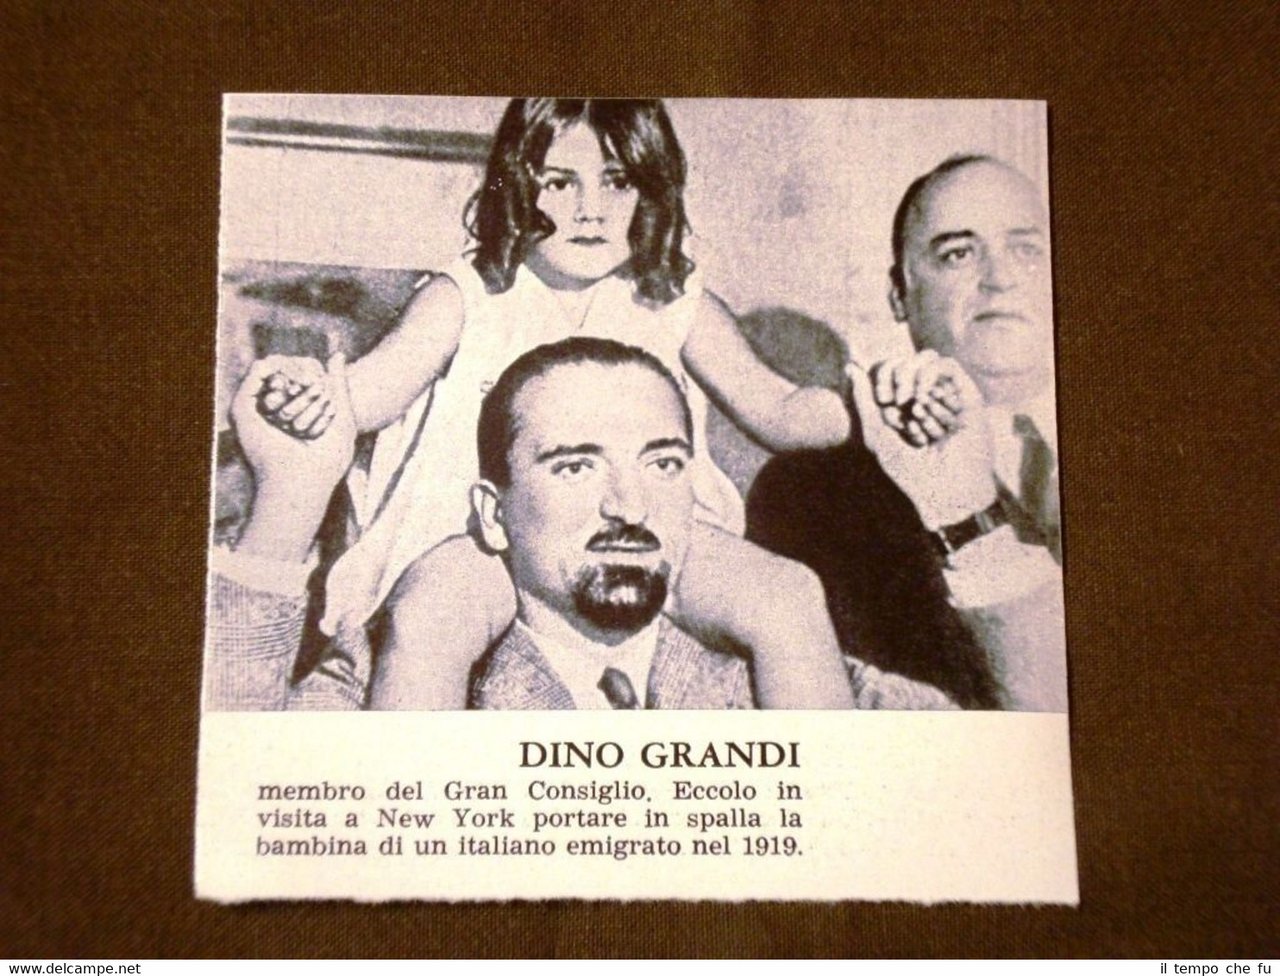 DINO GRANDI
membro del Gran Consiglio. Eccolo in
visita a New York portare in spalla la
bambina di un italiano emigrato nel 1919.
www.delcampe.net
il tempo che fu